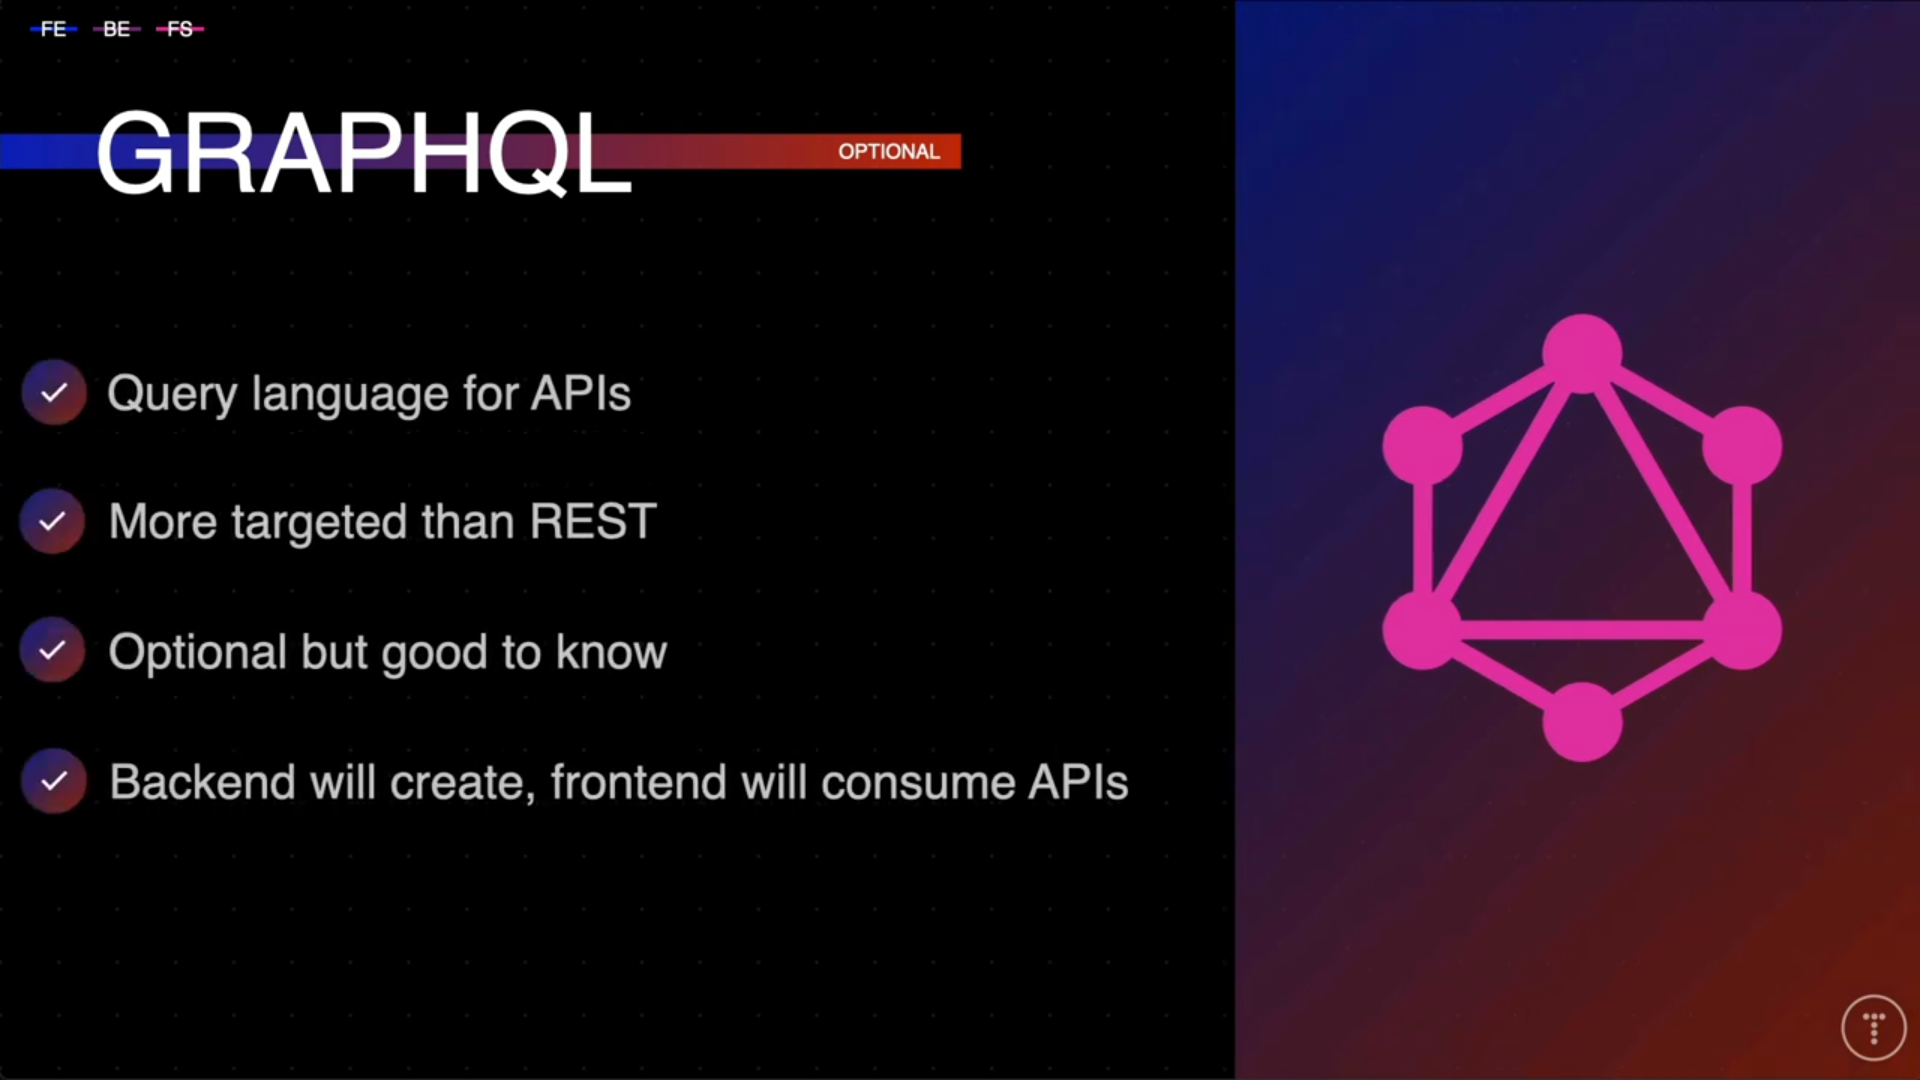 FE BE FS
GRAPHQL
OPTIONAL
Query language for APIs
More targeted than REST
Optional but good to know
Backend will create, frontend will consume APIs
T